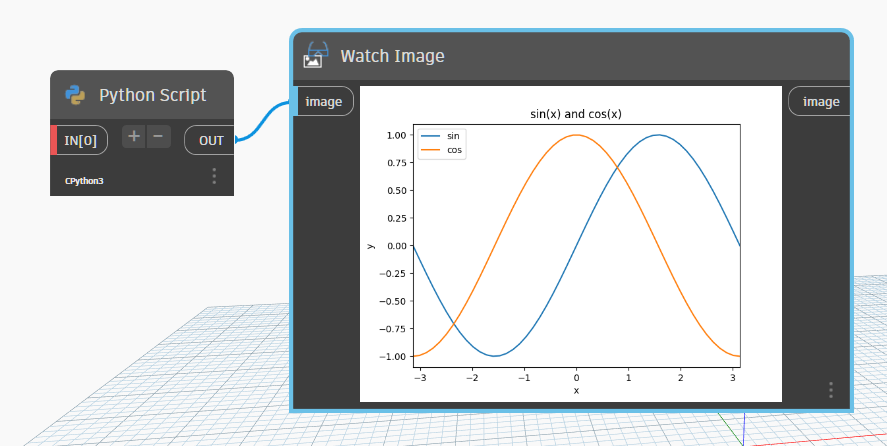 Python Script
IN[0]
+
−
OUT
CPython3
Watch Image
image
image
sin(x) and cos(x)
sin
cos
1.00
0.75
0.50
0.25
0.00
−0.25
−0.50
−0.75
−1.00
y
−3 −2 −1 0 1 2 3
x